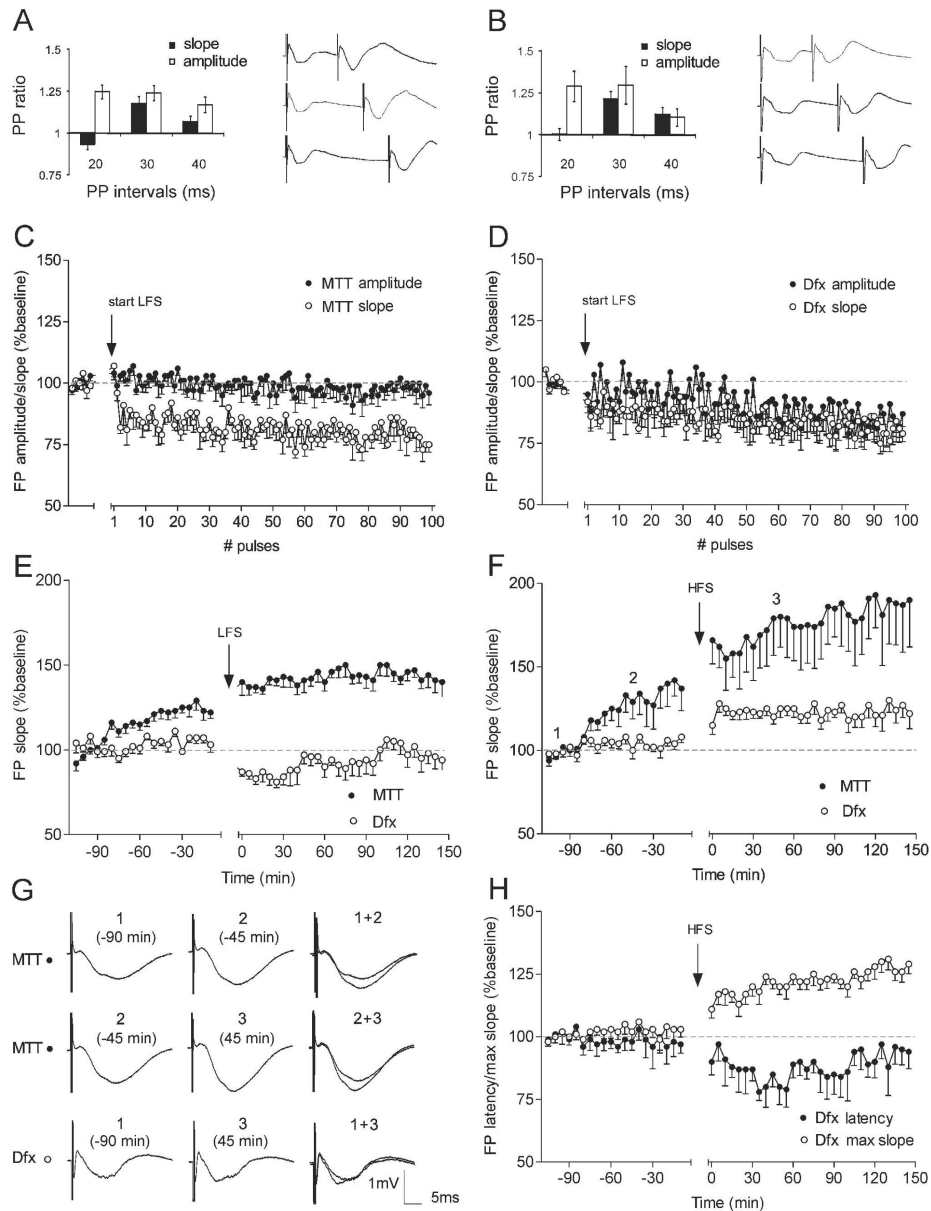 A
slope
amplitude
PP ratio
1.5
1.25
1
0.75
20
30
40
PP intervals (ms)
B
slope
amplitude
PP ratio
1.5
1.25
1
0.75
20
30
40
PP intervals (ms)
C
FP amplitude/slope (%baseline)
150
125
100
75
50
start LFS
MTT amplitude
MTT slope
1 10 20 30 40 50 60 70 80 90 100
# pulses
D
FP amplitude/slope (%baseline)
150
125
100
75
50
start LFS
Dfx amplitude
Dfx slope
1 10 20 30 40 50 60 70 80 90 100
# pulses
E
FP slope (%baseline)
200
150
100
50
LFS
MTT
Dfx
-90 -60 -30 0 30 60 90 120 150
Time (min)
F
FP slope (%baseline)
200
150
100
50
HFS
1
2
3
MTT
Dfx
-90 -60 -30 0 30 60 90 120 150
Time (min)
G
1
(-90 min)
2
(-45 min)
1+2
MTT
2
(-45 min)
3
(45 min)
2+3
MTT
1
(-90 min)
3
(45 min)
1+3
Dfx
1mV
5ms
H
FP latency/max slope (%baseline)
150
125
100
75
50
HFS
Dfx latency
Dfx max slope
-90 -60 -30 0 30 60 90 120 150
Time (min)